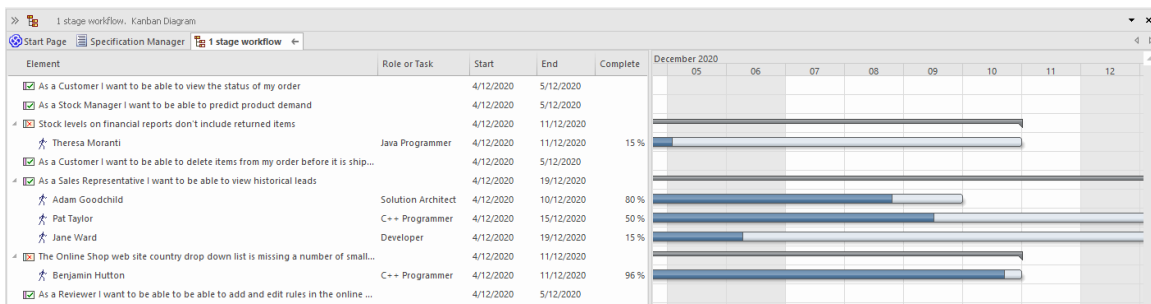 1 stage workflow. Kanban Diagram
Start Page Specification Manager 1 stage workflow
Element Role or Task Start End Complete December 2020
05 06 07 08 09 10 11 12
As a Customer I want to be able to view the status of my order 4/12/2020 5/12/2020
As a Stock Manager I want to be able to predict product demand 4/12/2020 5/12/2020
Stock levels on financial reports don't include returned items 4/12/2020 11/12/2020
Theresa Moranti Java Programmer 4/12/2020 11/12/2020 15 %
As a Customer I want to be able to delete items from my order before it is ship... 4/12/2020 5/12/2020
As a Sales Representative I want to be able to view historical leads 4/12/2020 19/12/2020
Adam Goodchild Solution Architect 4/12/2020 10/12/2020 80 %
Pat Taylor C++ Programmer 4/12/2020 15/12/2020 50 %
Jane Ward Developer 4/12/2020 19/12/2020 15 %
The Online Shop web site country drop down list is missing a number of small... 4/12/2020 11/12/2020
Benjamin Hutton C++ Programmer 4/12/2020 11/12/2020 96 %
As a Reviewer I want to be able to be able to add and edit rules in the online ... 4/12/2020 5/12/2020